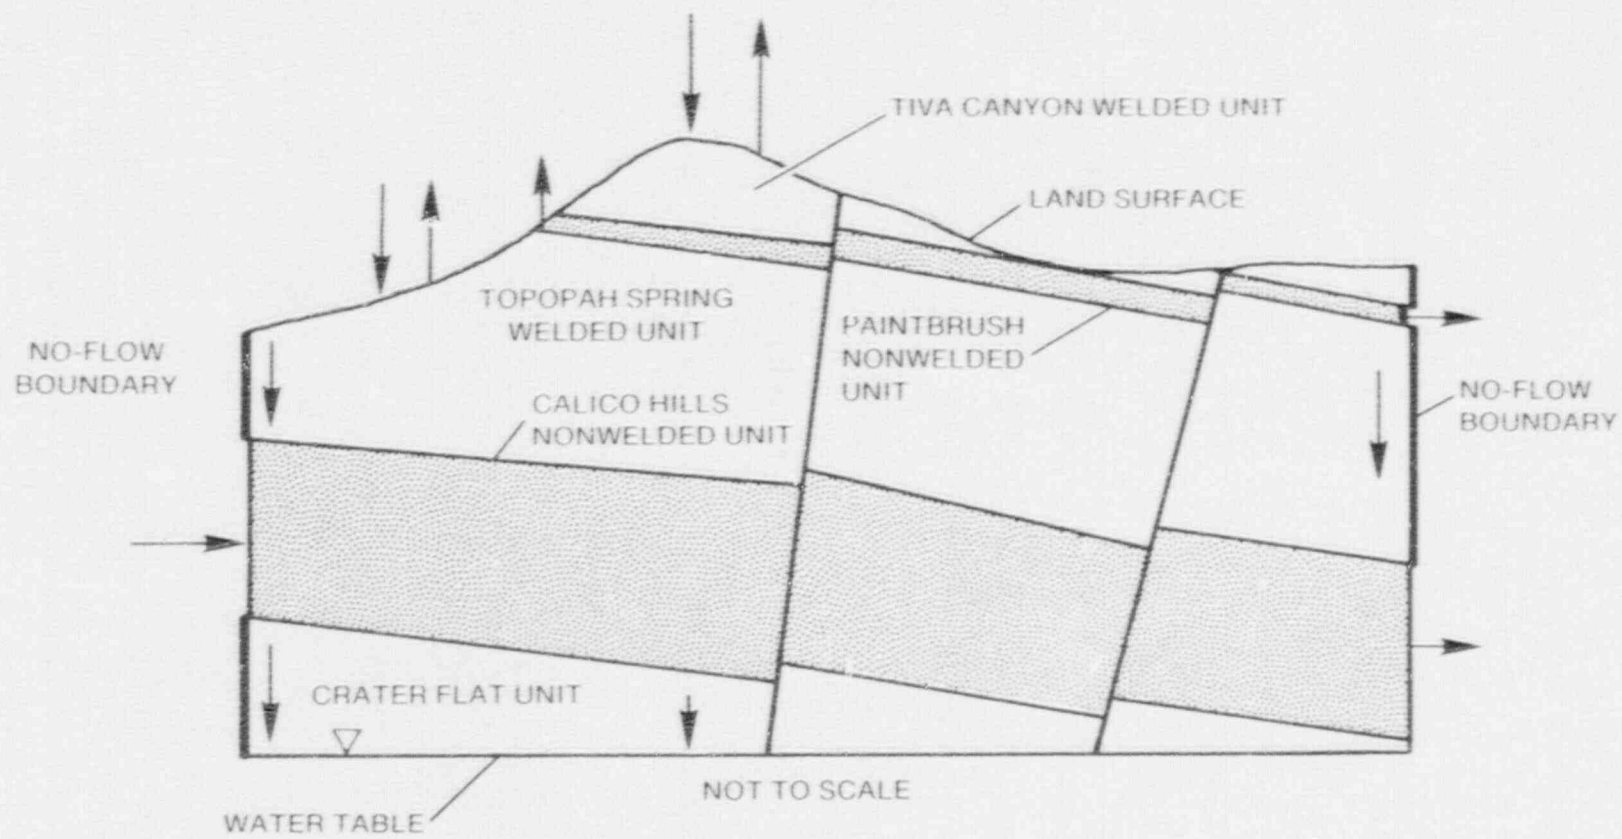 TIVA CANYON WELDED UNIT
LAND SURFACE
TOPOPAH SPRING
WELDED UNIT
PAINTBRUSH
NONWELDED
UNIT
NO-FLOW
BOUNDARY
CALICO HILLS
NONWELDED UNIT
NO-FLOW
BOUNDARY
CRATER FLAT UNIT
NOT TO SCALE
WATER TABLE